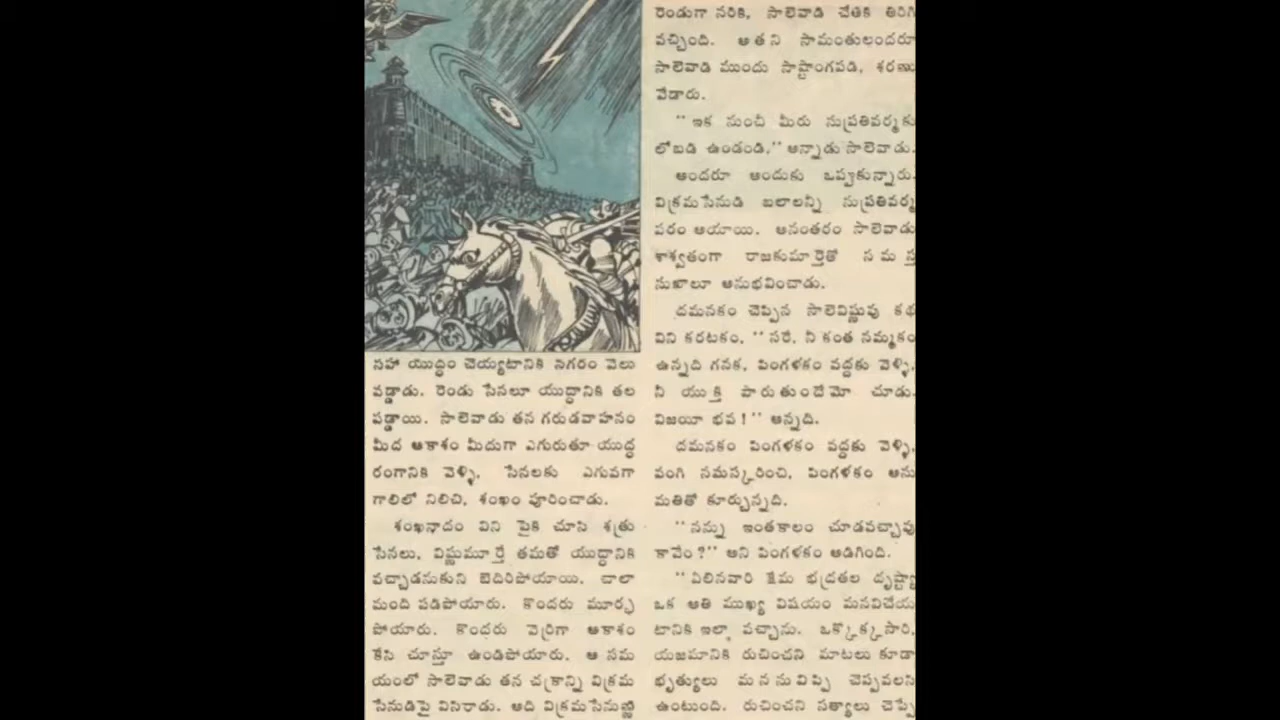 సహా యుద్ధం చెయ్యటానికి నగరం వెలు
వడ్డాడు. రెండు సేనలూ యుద్ధానికి తల
పడ్డాయి. సాలెవాడు తన గరుడవాహనం
మీద ఆకాశం మీదుగా ఎగురుతూ యుద్ధ
రంగానికి వెళ్ళి, సేనలకు ఎగువగా
గాలిలో నిలిచి, శంఖం పూరించాడు.
శంఖనాదం విని పైకి చూసి శత్రు
సేనలు, విష్ణుమూర్తే తమతో యుద్ధానికి
వచ్చాడనుకుని బెదిరిపోయాయి. చాలా
మంది పడిపోయారు. కొందరు మూర్ఛ
పోయారు. కొందరు వెర్రిగా ఆకాశం
కేసి చూస్తూ ఉండిపోయారు. ఆ సమ
యంలో సాలెవాడు తన చక్రాన్ని విక్రమ
సేనుడిపై విసిరాడు. అది విక్రమసేనుణ్ణి
రెండుగా నరికి, సాలెవాడి చేతికి తిరిగి
వచ్చింది. అతని సామంతులందరూ
సాలెవాడి ముందు సాష్టాంగపడి, శరణు
వేడారు.
"ఇక నుంచీ మీరు సుప్రతివర్మకు
లోబడి ఉండండి," అన్నాడు సాలెవాడు.
అందరూ అందుకు ఒప్పుకున్నారు.
విక్రమసేనుడి బలాలన్నీ సుప్రతివర్మ
పరం అయాయి. అనంతరం సాలెవాడు
శాశ్వతంగా రాజకుమార్తెతో సమస్త
సుఖాలూ అనుభవించాడు.
దమనకం చెప్పిన సాలెవిష్ణువు కథ
విని కరటకం, "సరే, నీ కంత నమ్మకం
ఉన్నది గనక, పింగళకం వద్దకు వెళ్ళి,
నీ యుక్తి పారుతుందేమో చూడు.
విజయీ భవ!" అన్నది.
దమనకం పింగళకం వద్దకు వెళ్ళి,
వంగి నమస్కరించి, పింగళకం అను
మతితో కూర్చున్నది.
"నన్ను ఇంతకాలం చూడవచ్చావు
కావేం?" అని పింగళకం అడిగింది.
"ఏలినవారి క్షేమ భద్రతల దృష్ట్యా
ఒక అతి ముఖ్య విషయం మనవిచేయ
టానికి ఇలా వచ్చాను. ఒక్కొక్కసారి,
యజమానికి రుచించని మాటలు కూడా
భృత్యులు మనసువిప్పి చెప్పవలసి
ఉంటుంది. రుచించని సత్యాలు చెప్పే